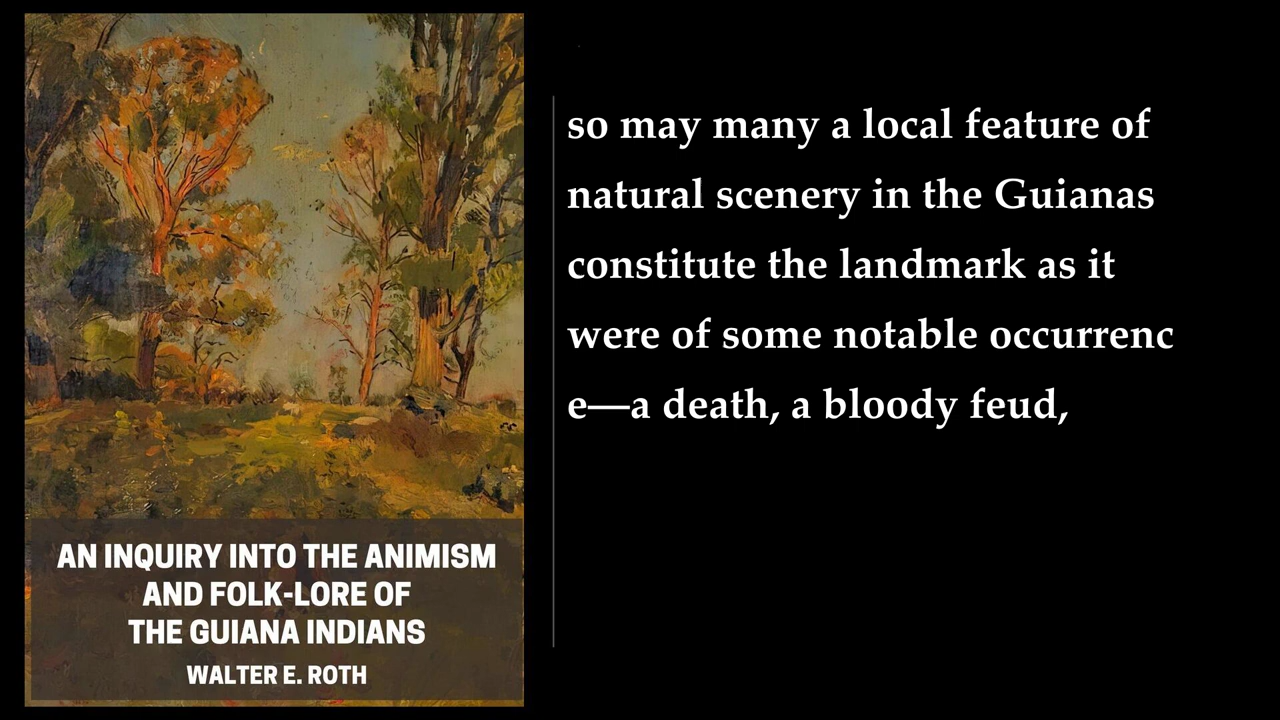 so may many a local feature of
natural scenery in the Guianas
constitute the landmark as it
were of some notable occurrenc
e—a death, a bloody feud,
AN INQUIRY INTO THE ANIMISM
AND FOLK-LORE OF
THE GUIANA INDIANS
WALTER E. ROTH